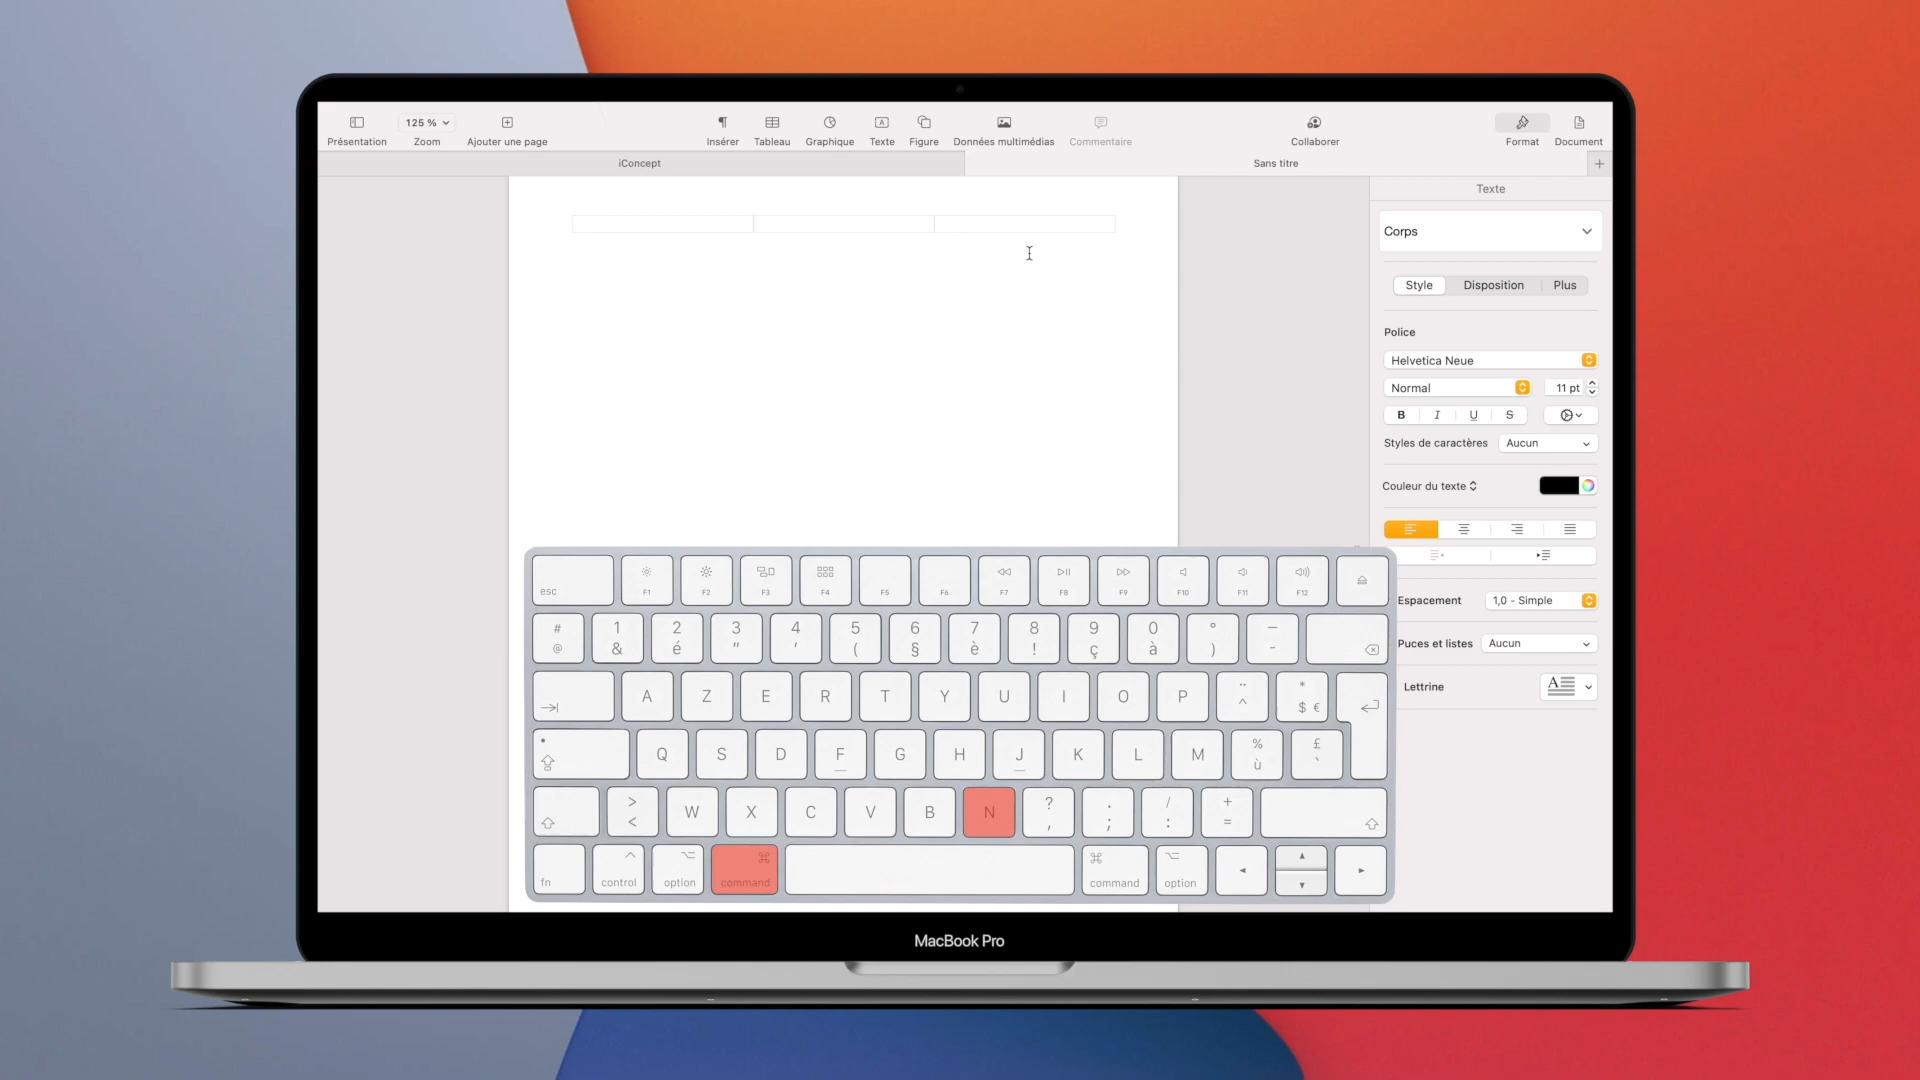 125 %
Présentation Zoom Ajouter une page Insérer Tableau Graphique Texte Figure Données multimédias Commentaire Collaborer Format Document
iConcept Sans titre +
Texte
Corps
Style Disposition Plus
Police
Helvetica Neue
Normal 11 pt
B I U S
Styles de caractères Aucun
Couleur du texte
Espacement 1,0 - Simple
Puces et listes Aucun
Lettrine A
esc F1 F2 F3 F4 F5 F6 F7 F8 F9 F10 F11 F12
# 1 2 3 4 5 6 7 8 9 0 ° _
@ & é " ' ( § è ! ç à ) -
A Z E R T Y U I O P ¨ ^ * $ €
Q S D F G H J K L M % ù £ `
> < W X C V B N ? , . ; / : + =
fn control option command command option
⌃ ⌥ ⌘ ⌘ ⌥
MacBook Pro